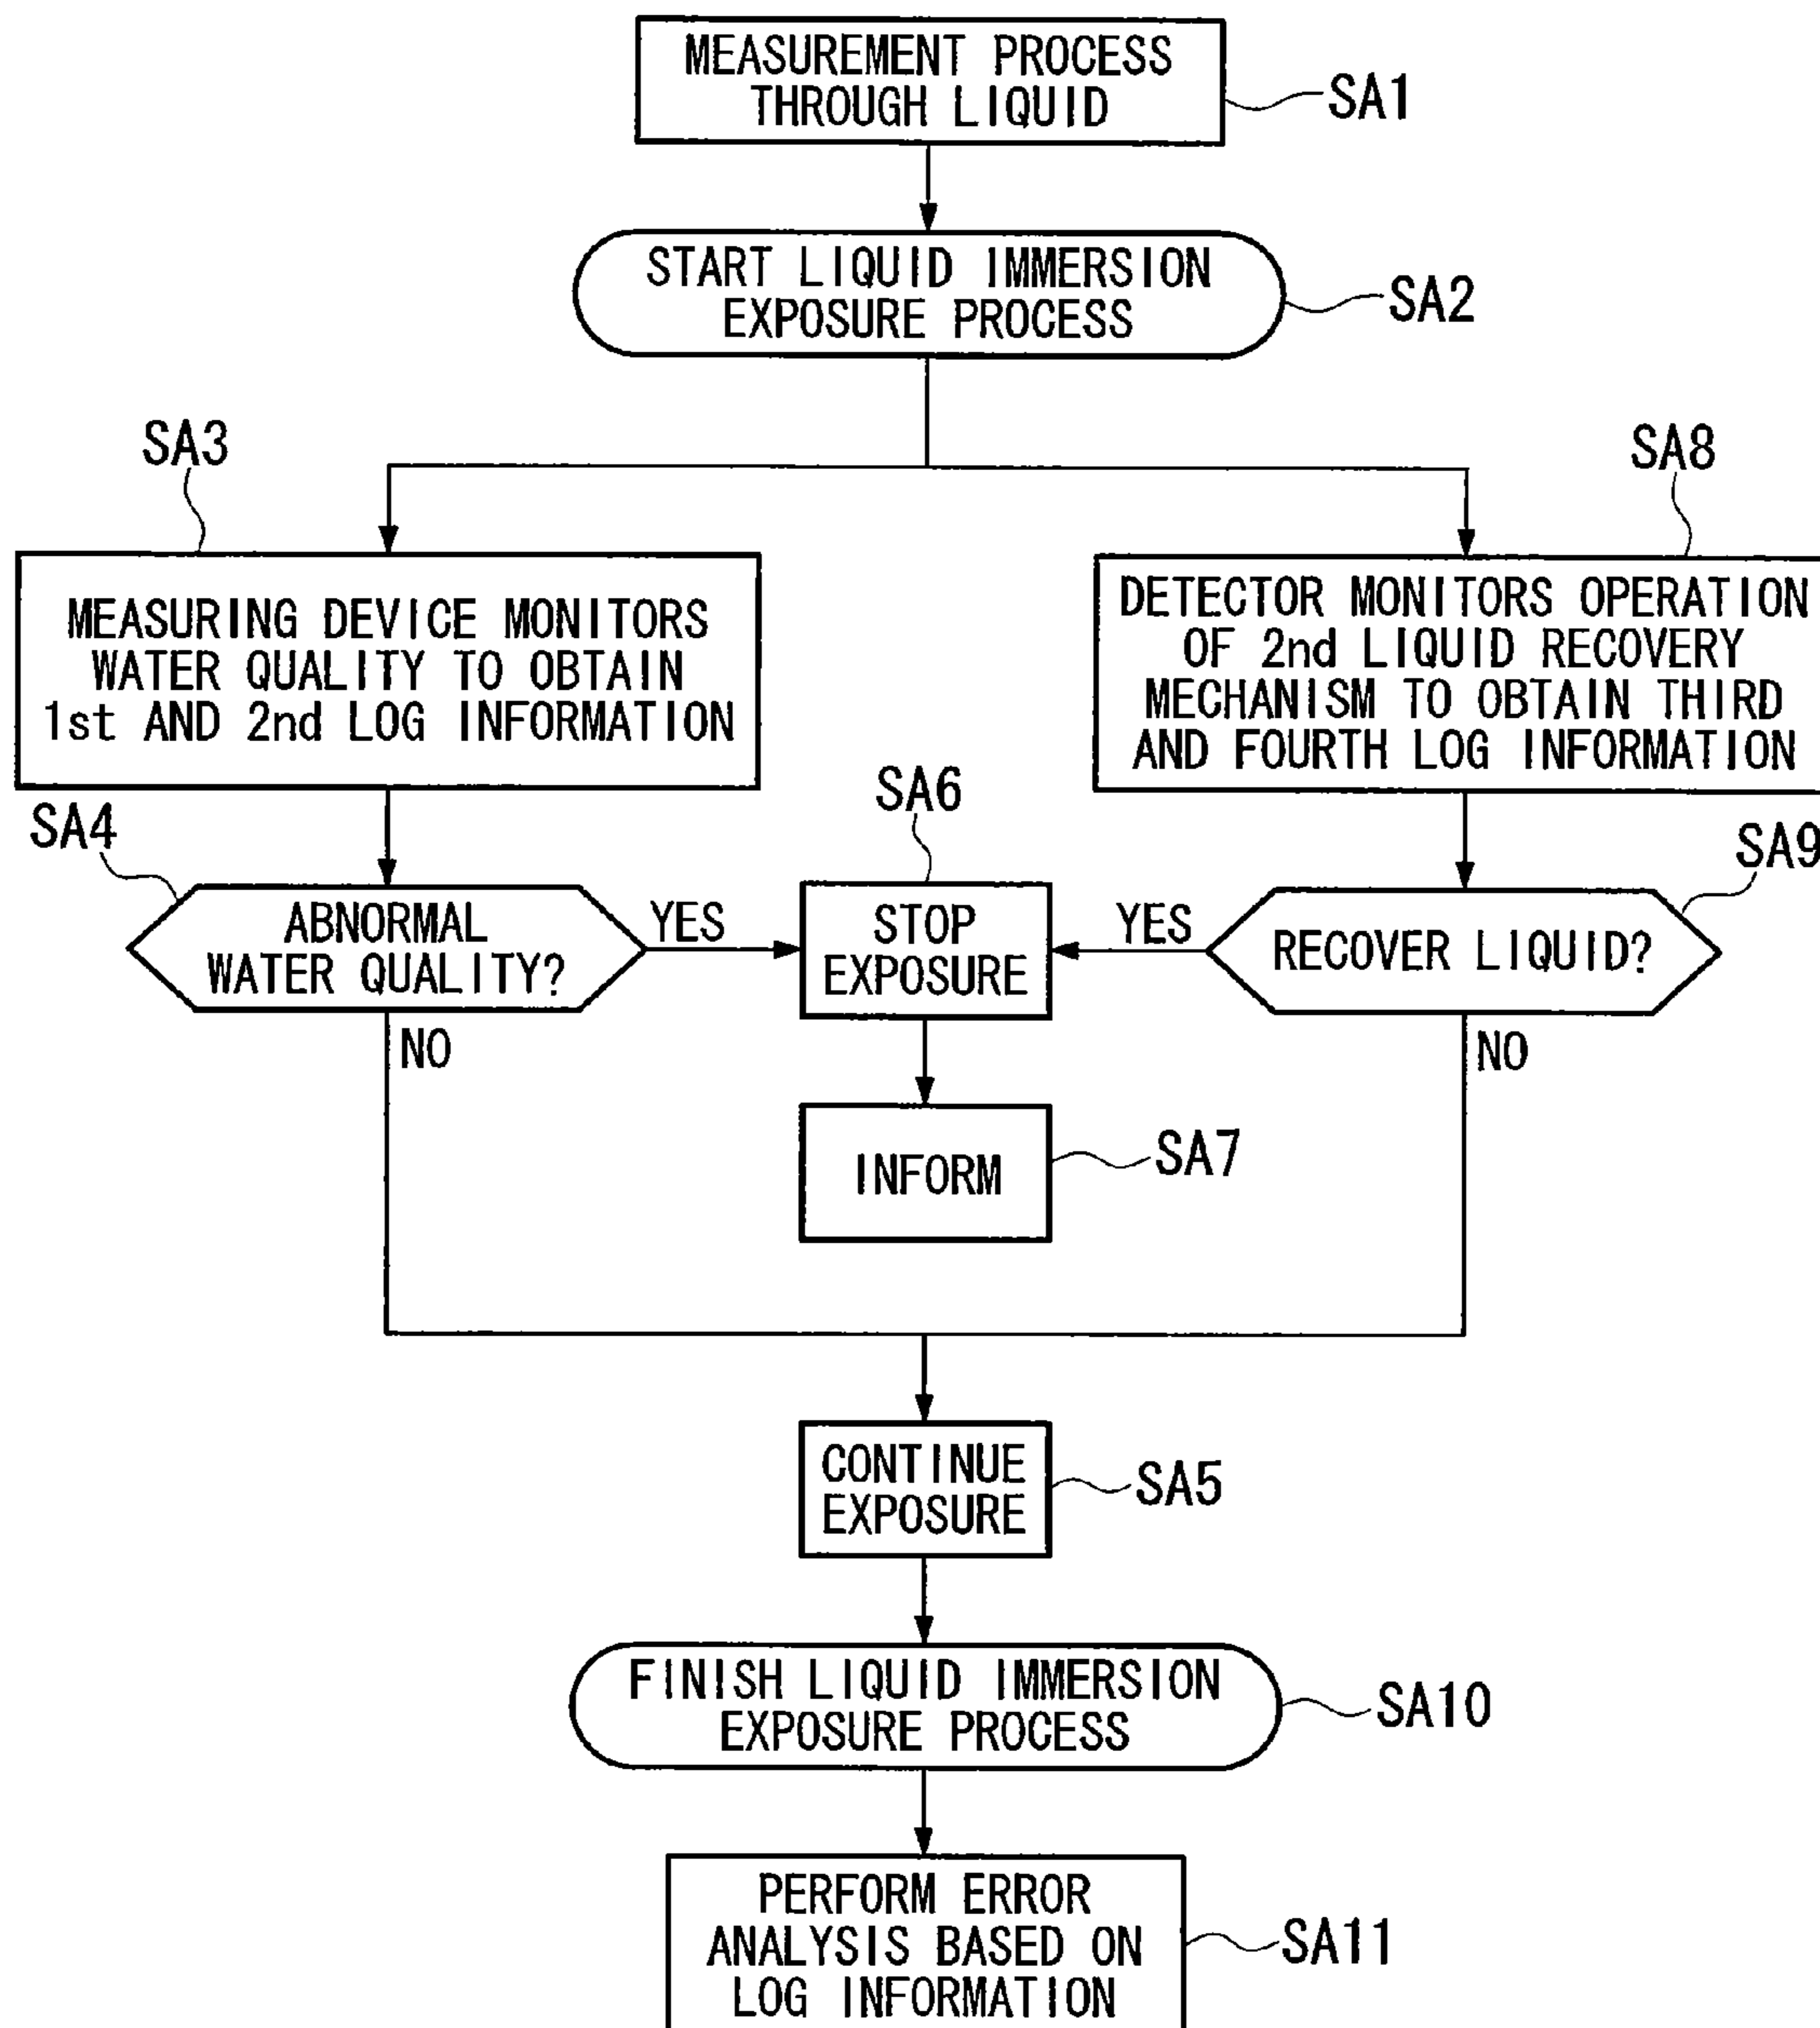 MEASUREMENT PROCESS
THROUGH LIQUID
SA1
START LIQUID IMMERSION
EXPOSURE PROCESS
SA2
SA3
MEASURING DEVICE MONITORS
WATER QUALITY TO OBTAIN
1st AND 2nd LOG INFORMATION
SA8
DETECTOR MONITORS OPERATION
OF 2nd LIQUID RECOVERY
MECHANISM TO OBTAIN THIRD
AND FOURTH LOG INFORMATION
SA4
ABNORMAL
WATER QUALITY?
YES
NO
SA6
STOP
EXPOSURE
SA9
YES
RECOVER LIQUID?
NO
INFORM
SA7
CONTINUE
EXPOSURE
SA5
FINISH LIQUID IMMERSION
EXPOSURE PROCESS
SA10
PERFORM ERROR
ANALYSIS BASED ON
LOG INFORMATION
SA11